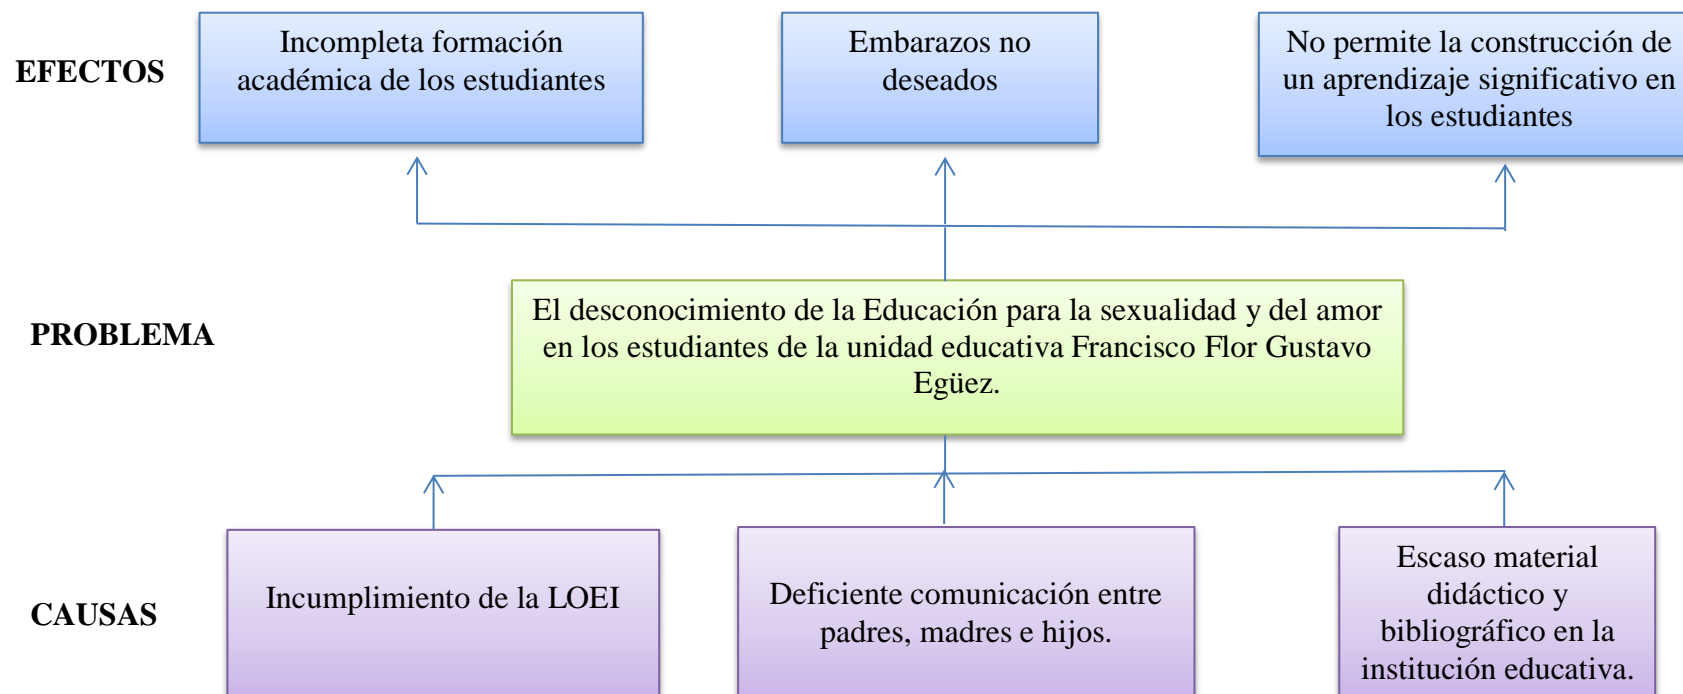 EFECTOS
Incompleta formación
académica de los estudiantes
Embarazos no
deseados
No permite la construcción de
un aprendizaje significativo en
los estudiantes
PROBLEMA
El desconocimiento de la Educación para la sexualidad y del amor
en los estudiantes de la unidad educativa Francisco Flor Gustavo
Egüez.
CAUSAS
Incumplimiento de la LOEI
Deficiente comunicación entre
padres, madres e hijos.
Escaso material
didáctico y
bibliográfico en la
institución educativa.